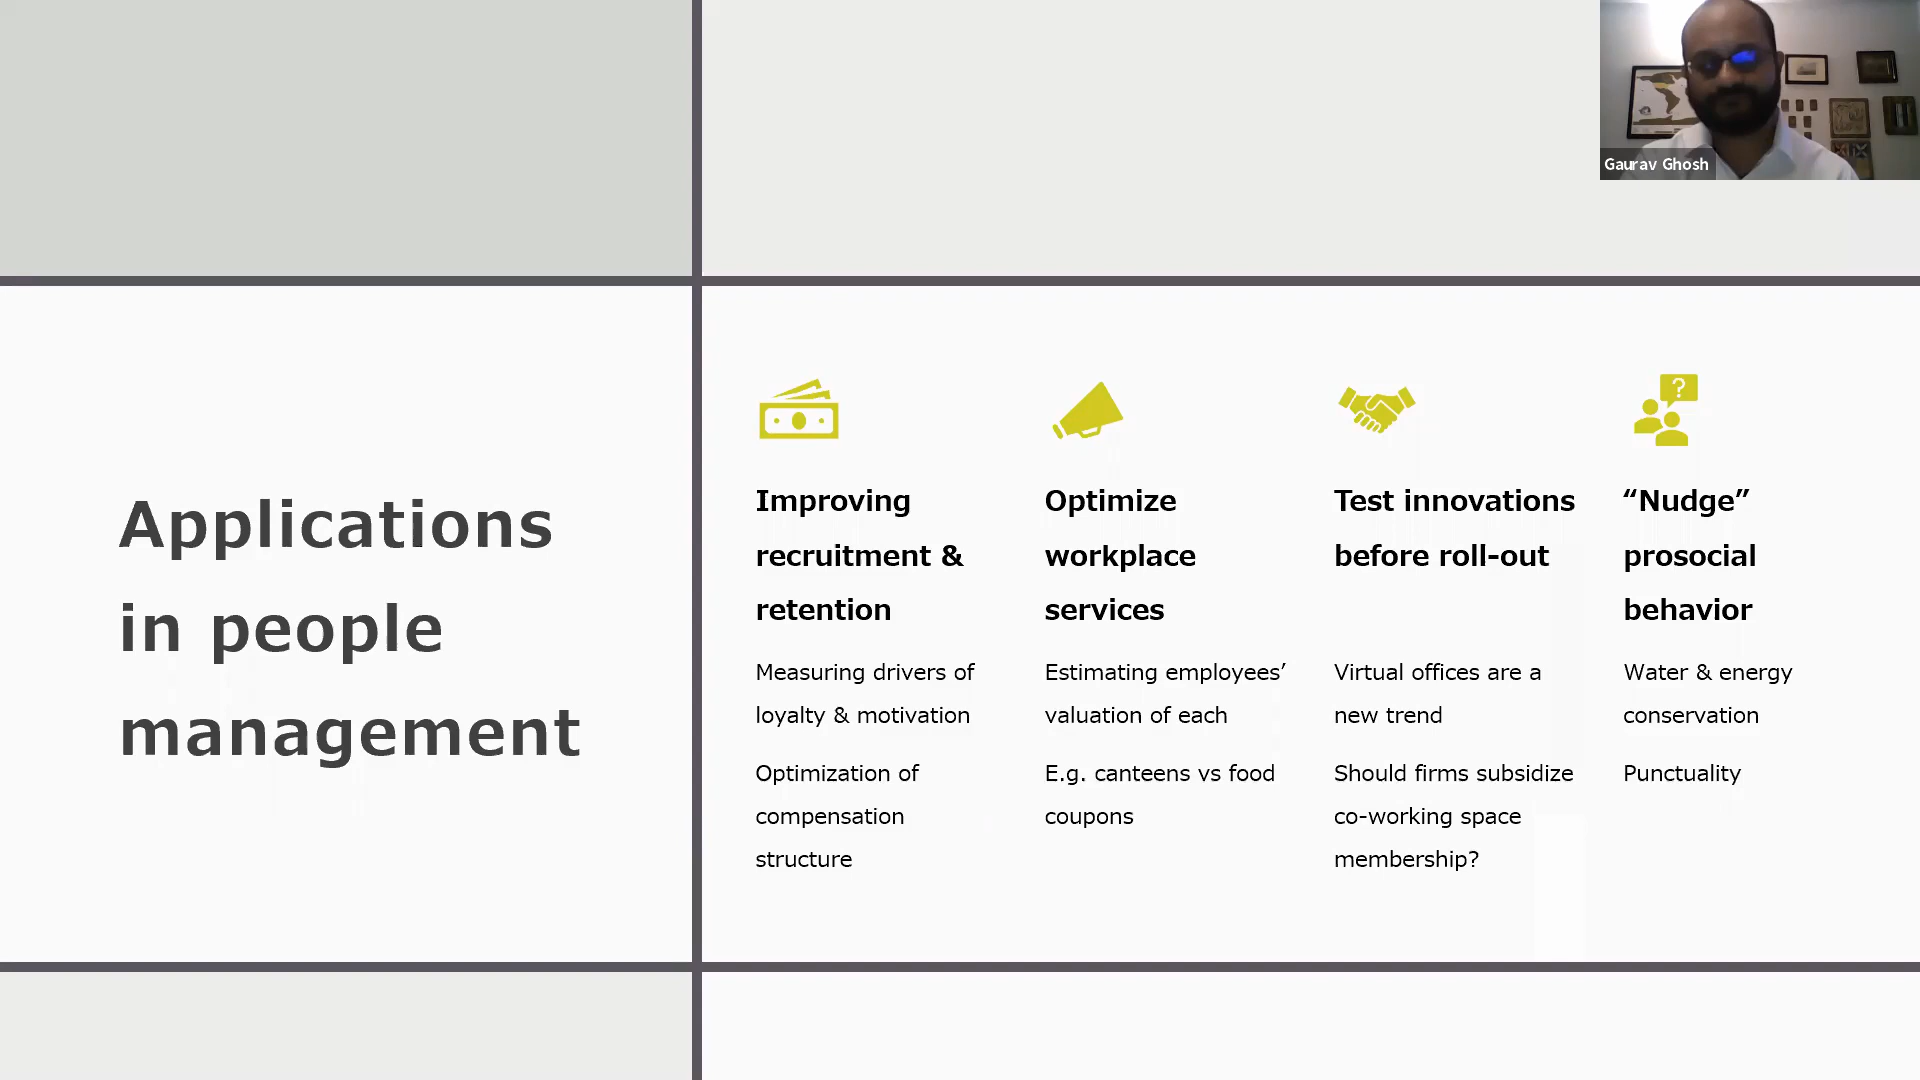 Gaurav Ghosh
Applications
in people
management
?
Improving
recruitment &
retention
Measuring drivers of
loyalty & motivation
Optimization of
compensation
structure
Optimize
workplace
services
Estimating employees’
valuation of each
E.g. canteens vs food
coupons
Test innovations
before roll-out
Virtual offices are a
new trend
Should firms subsidize
co-working space
membership?
“Nudge”
prosocial
behavior
Water & energy
conservation
Punctuality